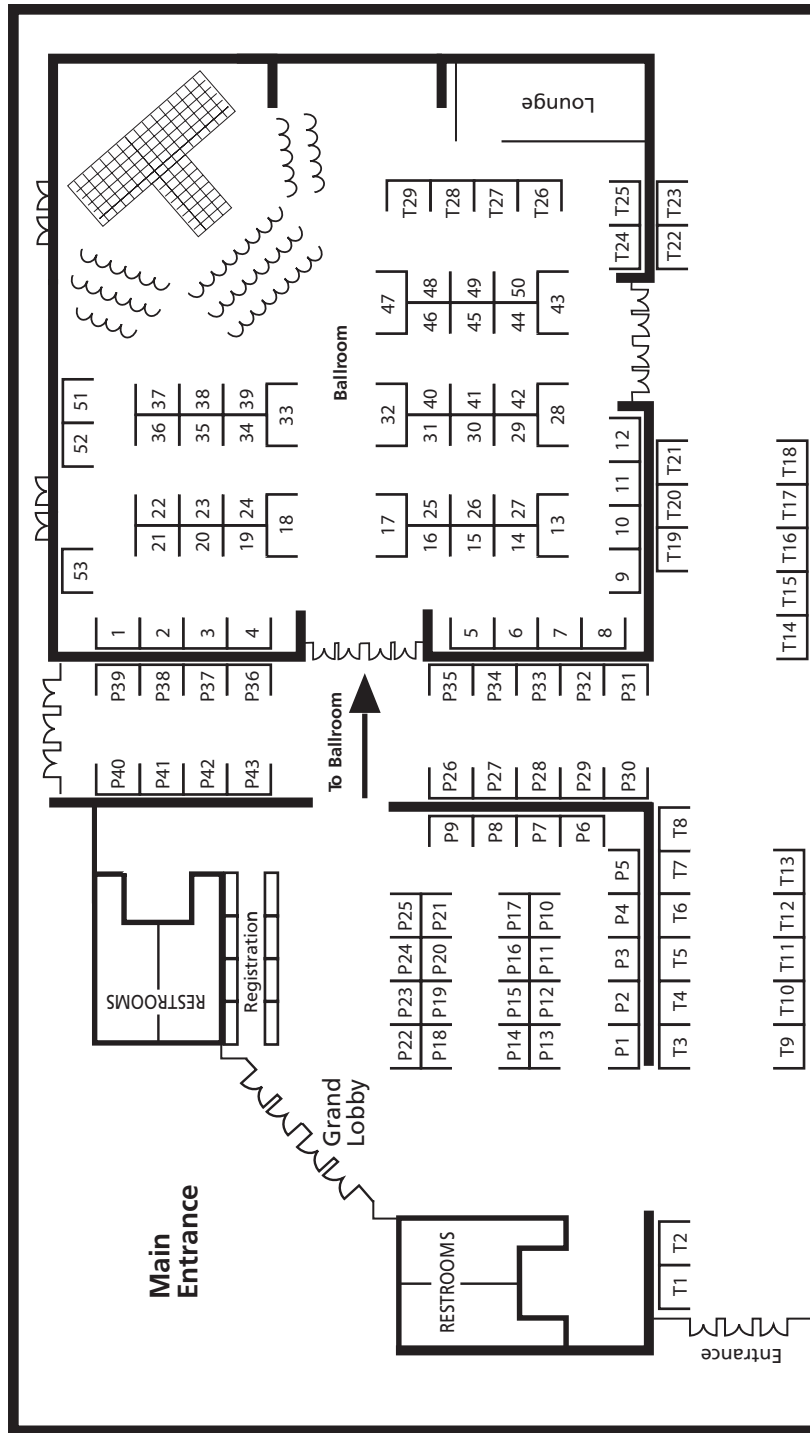 Lounge
T29
T28
T27
T26
T25
T24
T23
T22
47
46
48
45
49
44
50
43
Ballroom
51
52
53
36
37
35
38
34
39
33
32
31
40
30
41
29
42
28
21
22
20
23
19
24
18
17
16
25
15
26
14
27
13
12
11
10
9
T21
T20
T19
T18
T17
T16
T15
T14
1
2
3
4
5
6
7
8
P39
P38
P37
P36
P35
P34
P33
P32
P31
To Ballroom
P40
P41
P42
P43
P26
P27
P28
P29
P30
P9
P8
P7
P6
RESTROOMS
Registration
P25
P24
P23
P22
P21
P20
P19
P18
P17
P16
P15
P14
P10
P11
P12
P13
P5
P4
P3
P2
P1
T8
T7
T6
T5
T4
T3
T13
T12
T11
T10
T9
Grand
Lobby
Main
Entrance
RESTROOMS
T2
T1
Entrance